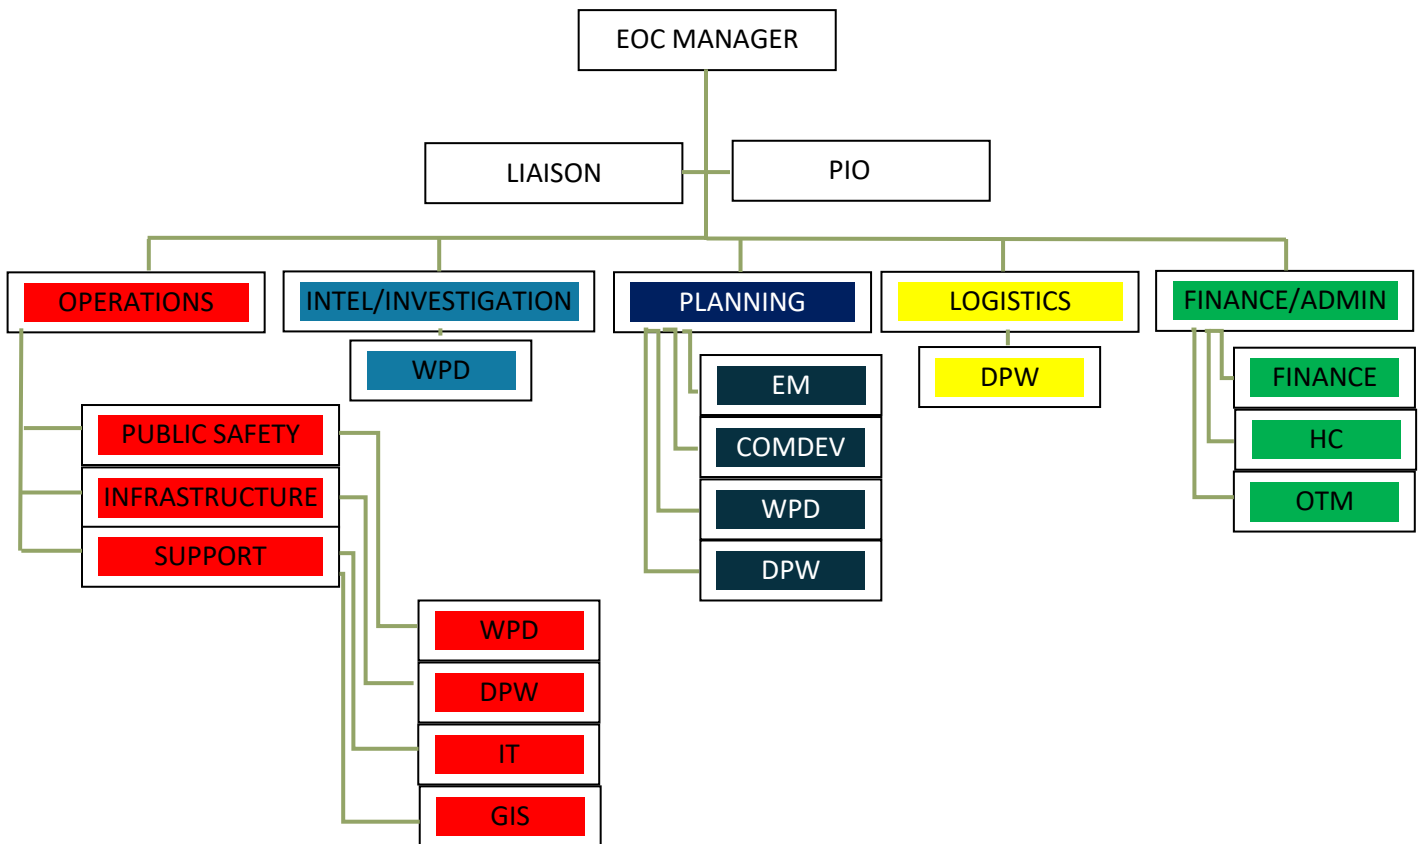 EOC MANAGER
LIAISON
PIO
OPERATIONS
INTEL/INVESTIGATION
PLANNING
LOGISTICS
FINANCE/ADMIN
WPD
DPW
EM
FINANCE
PUBLIC SAFETY
COMDEV
HC
INFRASTRUCTURE
WPD
OTM
SUPPORT
DPW
WPD
DPW
IT
GIS